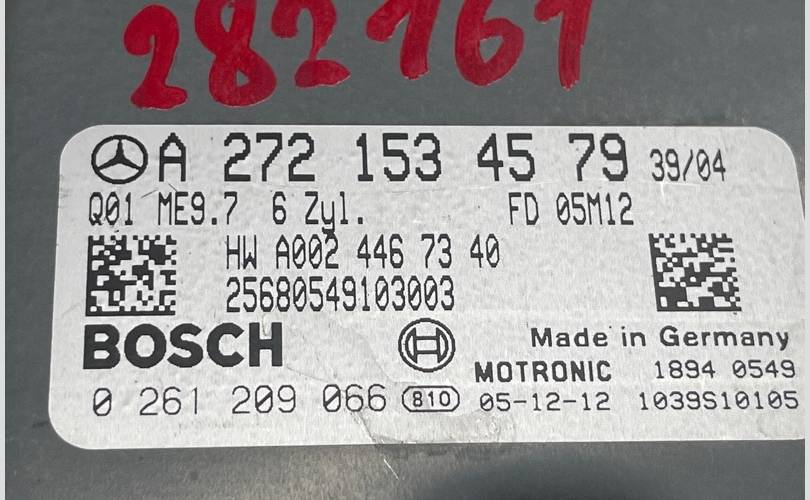 282161
A 272 153 45 79 39/04
Q01 ME9.7 6 Zyl. FD 05M12
HW A002 446 73 40
25680549103003
BOSCH Made in Germany
MOTRONIC 1894 0549
0 261 209 066 810 05-12-12 1039S10105